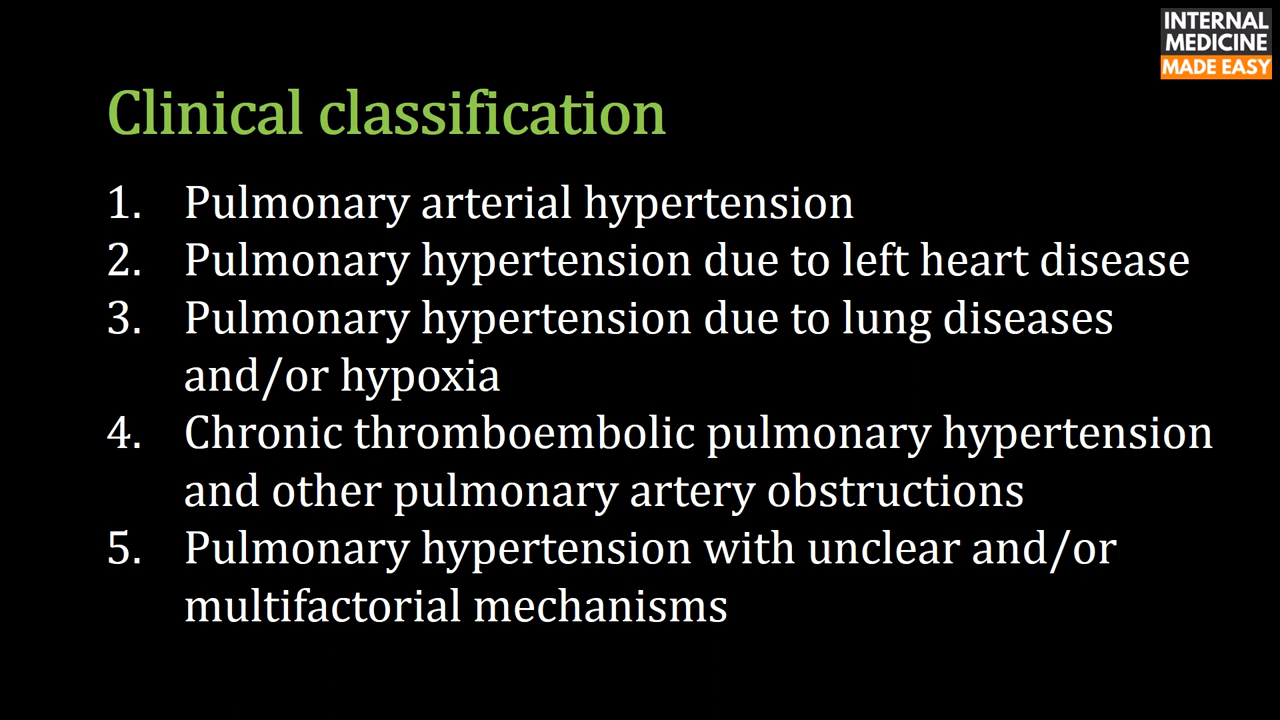 INTERNAL
MEDICINE
MADE EASY
Clinical classification
1. Pulmonary arterial hypertension
2. Pulmonary hypertension due to left heart disease
3. Pulmonary hypertension due to lung diseases
and/or hypoxia
4. Chronic thromboembolic pulmonary hypertension
and other pulmonary artery obstructions
5. Pulmonary hypertension with unclear and/or
multifactorial mechanisms